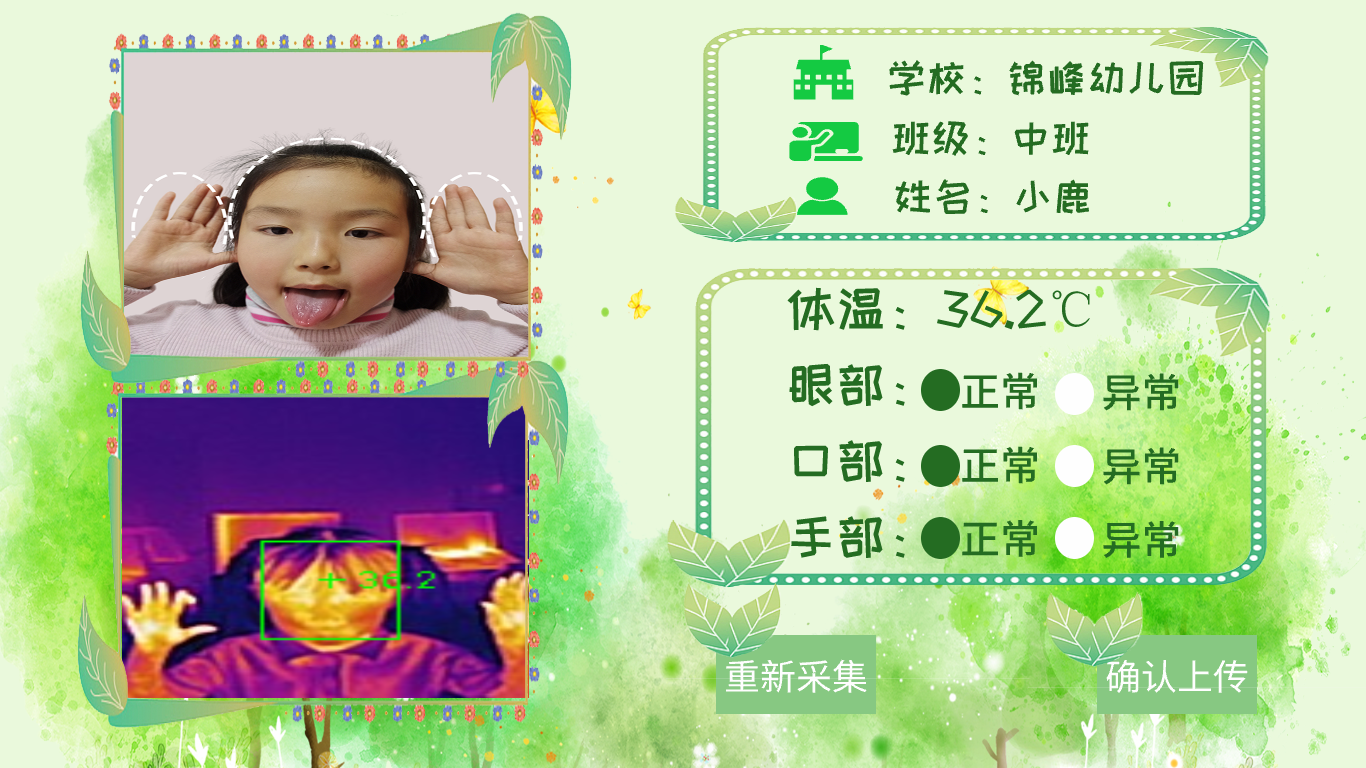 学校：锦峰幼儿园
班级：中班
姓名：小鹿
体温：36.2℃
眼部：正常 异常
口部：正常 异常
手部：正常 异常
+ 36.2
重新采集 确认上传